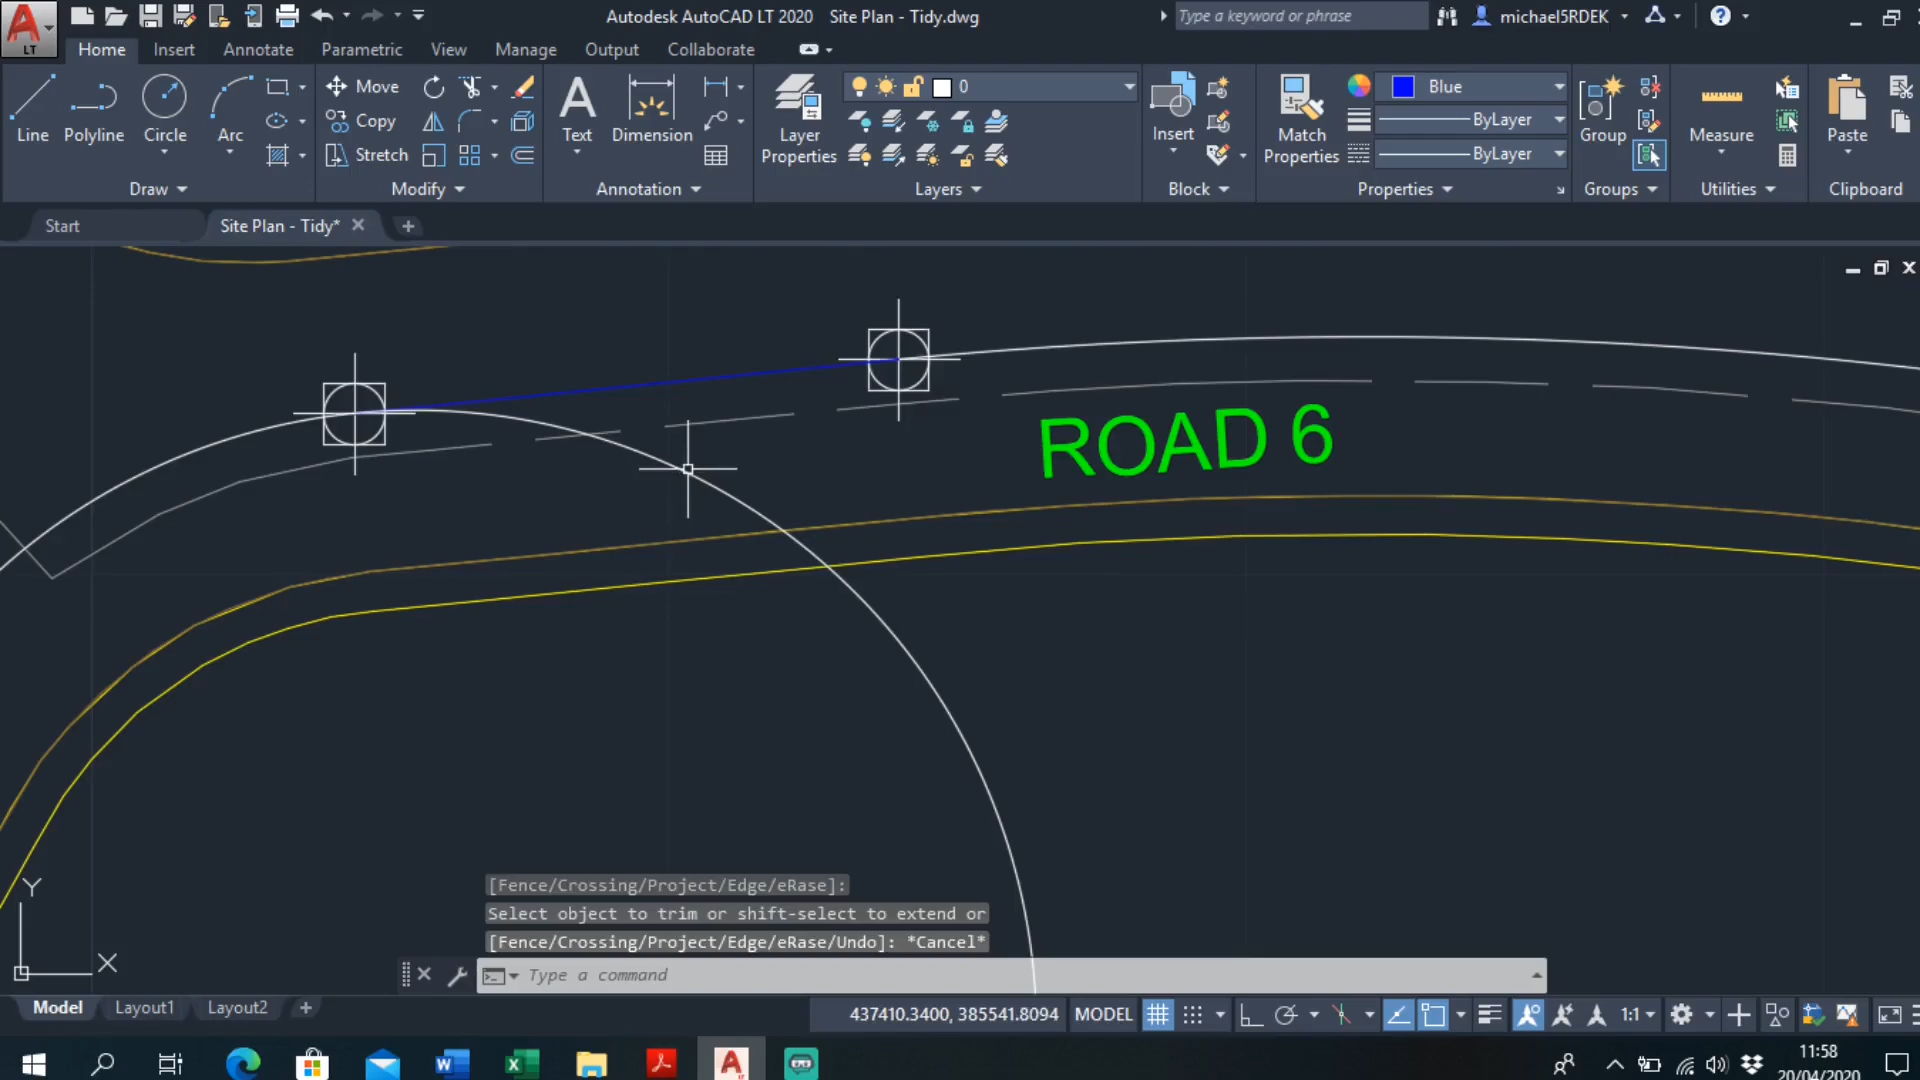 Autodesk AutoCAD LT 2020 Site Plan - Tidy.dwg
Type a keyword or phrase
michael5RDEK
LT
Home Insert Annotate Parametric View Manage Output Collaborate
Line Polyline Circle Arc
Move
Copy
Stretch
Text Dimension
Layer Properties
0
Insert
Match Properties
Blue
ByLayer
ByLayer
Group
Measure
Paste
Draw Modify Annotation Layers Block Properties Groups Utilities Clipboard
Start Site Plan - Tidy*
ROAD 6
[Fence/Crossing/Project/Edge/eRase]:
Select object to trim or shift-select to extend or
[Fence/Crossing/Project/Edge/eRase/Undo]: *Cancel*
Type a command
Y
X
Model Layout1 Layout2
437410.3400, 385541.8094 MODEL 1:1
11:58
20/04/2020